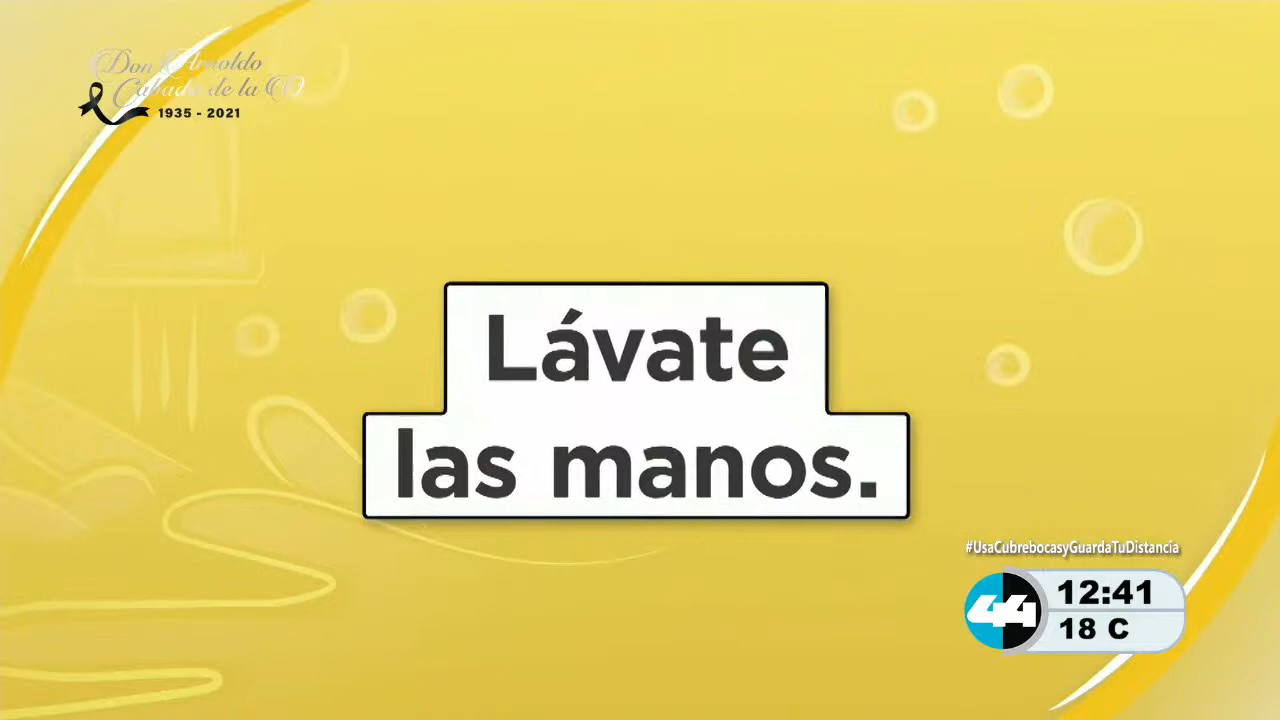 Don Arnoldo
Cabada de la O
1935 - 2021
Lávate
las manos.
#UsaCubrebocasyGuardaTuDistancia
44
12:41
18 C